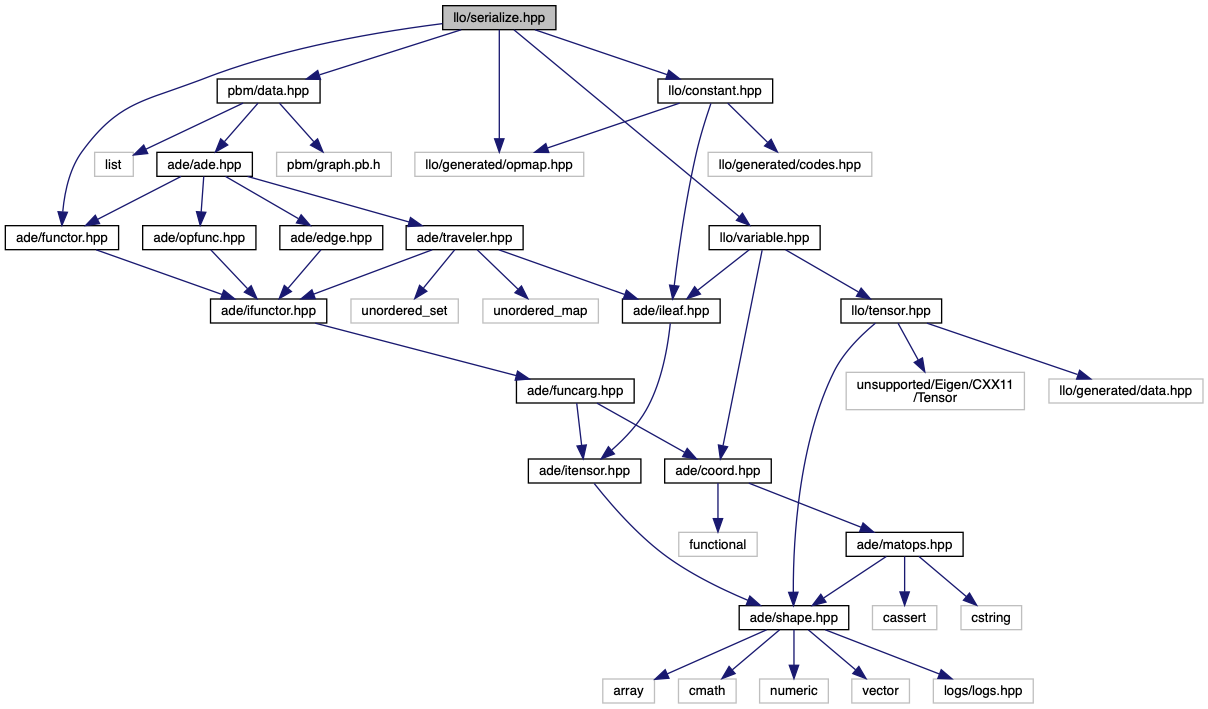 llo/serialize.hpp
pbm/data.hpp
llo/constant.hpp
list
ade/ade.hpp
pbm/graph.pb.h
llo/generated/opmap.hpp
llo/generated/codes.hpp
ade/functor.hpp
ade/opfunc.hpp
ade/edge.hpp
ade/traveler.hpp
llo/variable.hpp
ade/ifunctor.hpp
unordered_set
unordered_map
ade/ileaf.hpp
llo/tensor.hpp
ade/funcarg.hpp
unsupported/Eigen/CXX11
/Tensor
llo/generated/data.hpp
ade/itensor.hpp
ade/coord.hpp
functional
ade/matops.hpp
ade/shape.hpp
cassert
cstring
array
cmath
numeric
vector
logs/logs.hpp